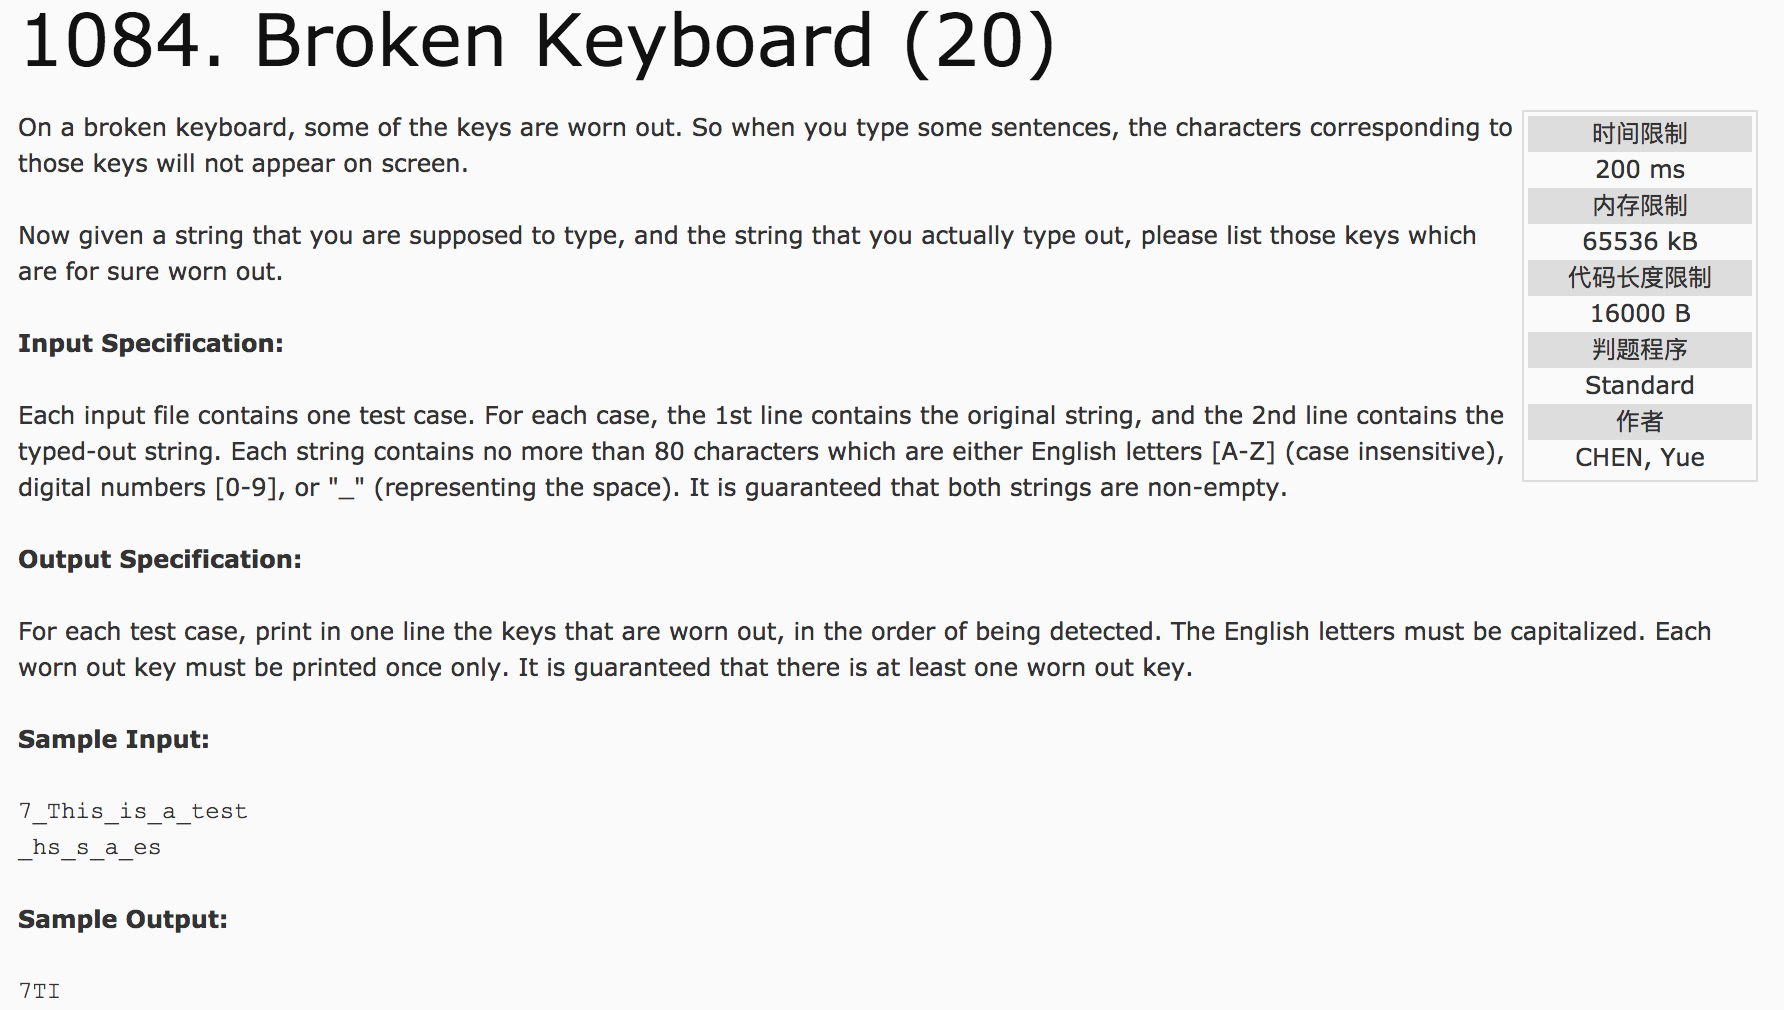 1084. Broken Keyboard (20)
On a broken keyboard, some of the keys are worn out. So when you type some sentences, the characters corresponding to
those keys will not appear on screen.
Now given a string that you are supposed to type, and the string that you actually type out, please list those keys which
are for sure worn out.
时间限制
200 ms
内存限制
65536 kB
代码长度限制
16000 B
判题程序
Standard
作者
CHEN, Yue
Input Specification:
Each input file contains one test case. For each case, the 1st line contains the original string, and the 2nd line contains the
typed-out string. Each string contains no more than 80 characters which are either English letters [A-Z] (case insensitive),
digital numbers [0-9], or "_" (representing the space). It is guaranteed that both strings are non-empty.
Output Specification:
For each test case, print in one line the keys that are worn out, in the order of being detected. The English letters must be capitalized. Each
worn out key must be printed once only. It is guaranteed that there is at least one worn out key.
Sample Input:
7_This_is_a_test
_hs_s_a_es
Sample Output:
7TI